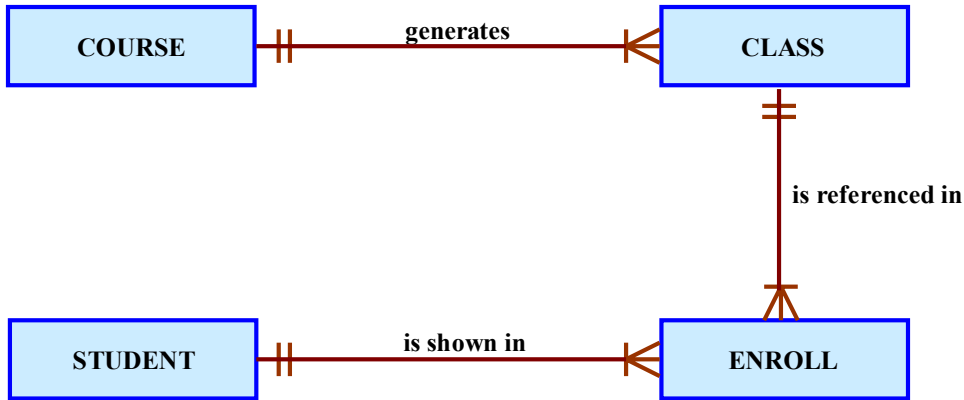 COURSE
generates
CLASS
is referenced in
STUDENT
is shown in
ENROLL